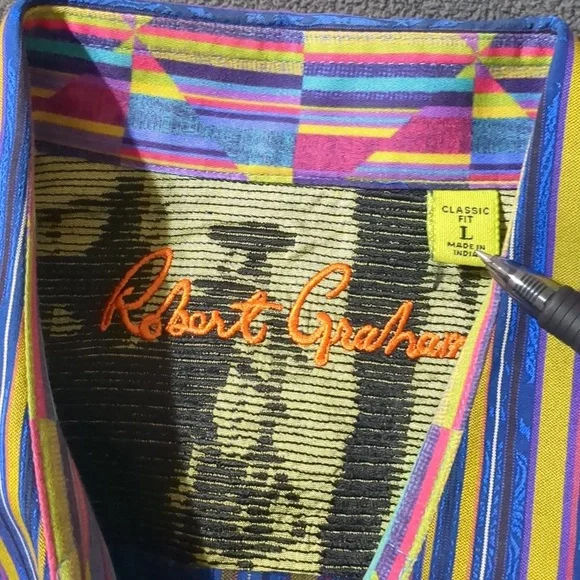 CLASSIC
FIT
L
MADE IN
INDIA
Robert Graham